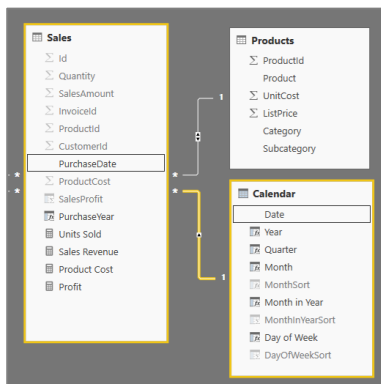 Sales
Id
Quantity
SalesAmount
InvoiceId
ProductId
CustomerId
PurchaseDate
ProductCost
SalesProfit
PurchaseYear
Units Sold
Sales Revenue
Product Cost
Profit
*
*
*
*
1
1
Products
ProductId
Product
UnitCost
ListPrice
Category
Subcategory
Calendar
Date
Year
Quarter
Month
MonthSort
Month in Year
MonthInYearSort
Day of Week
DayOfWeekSort